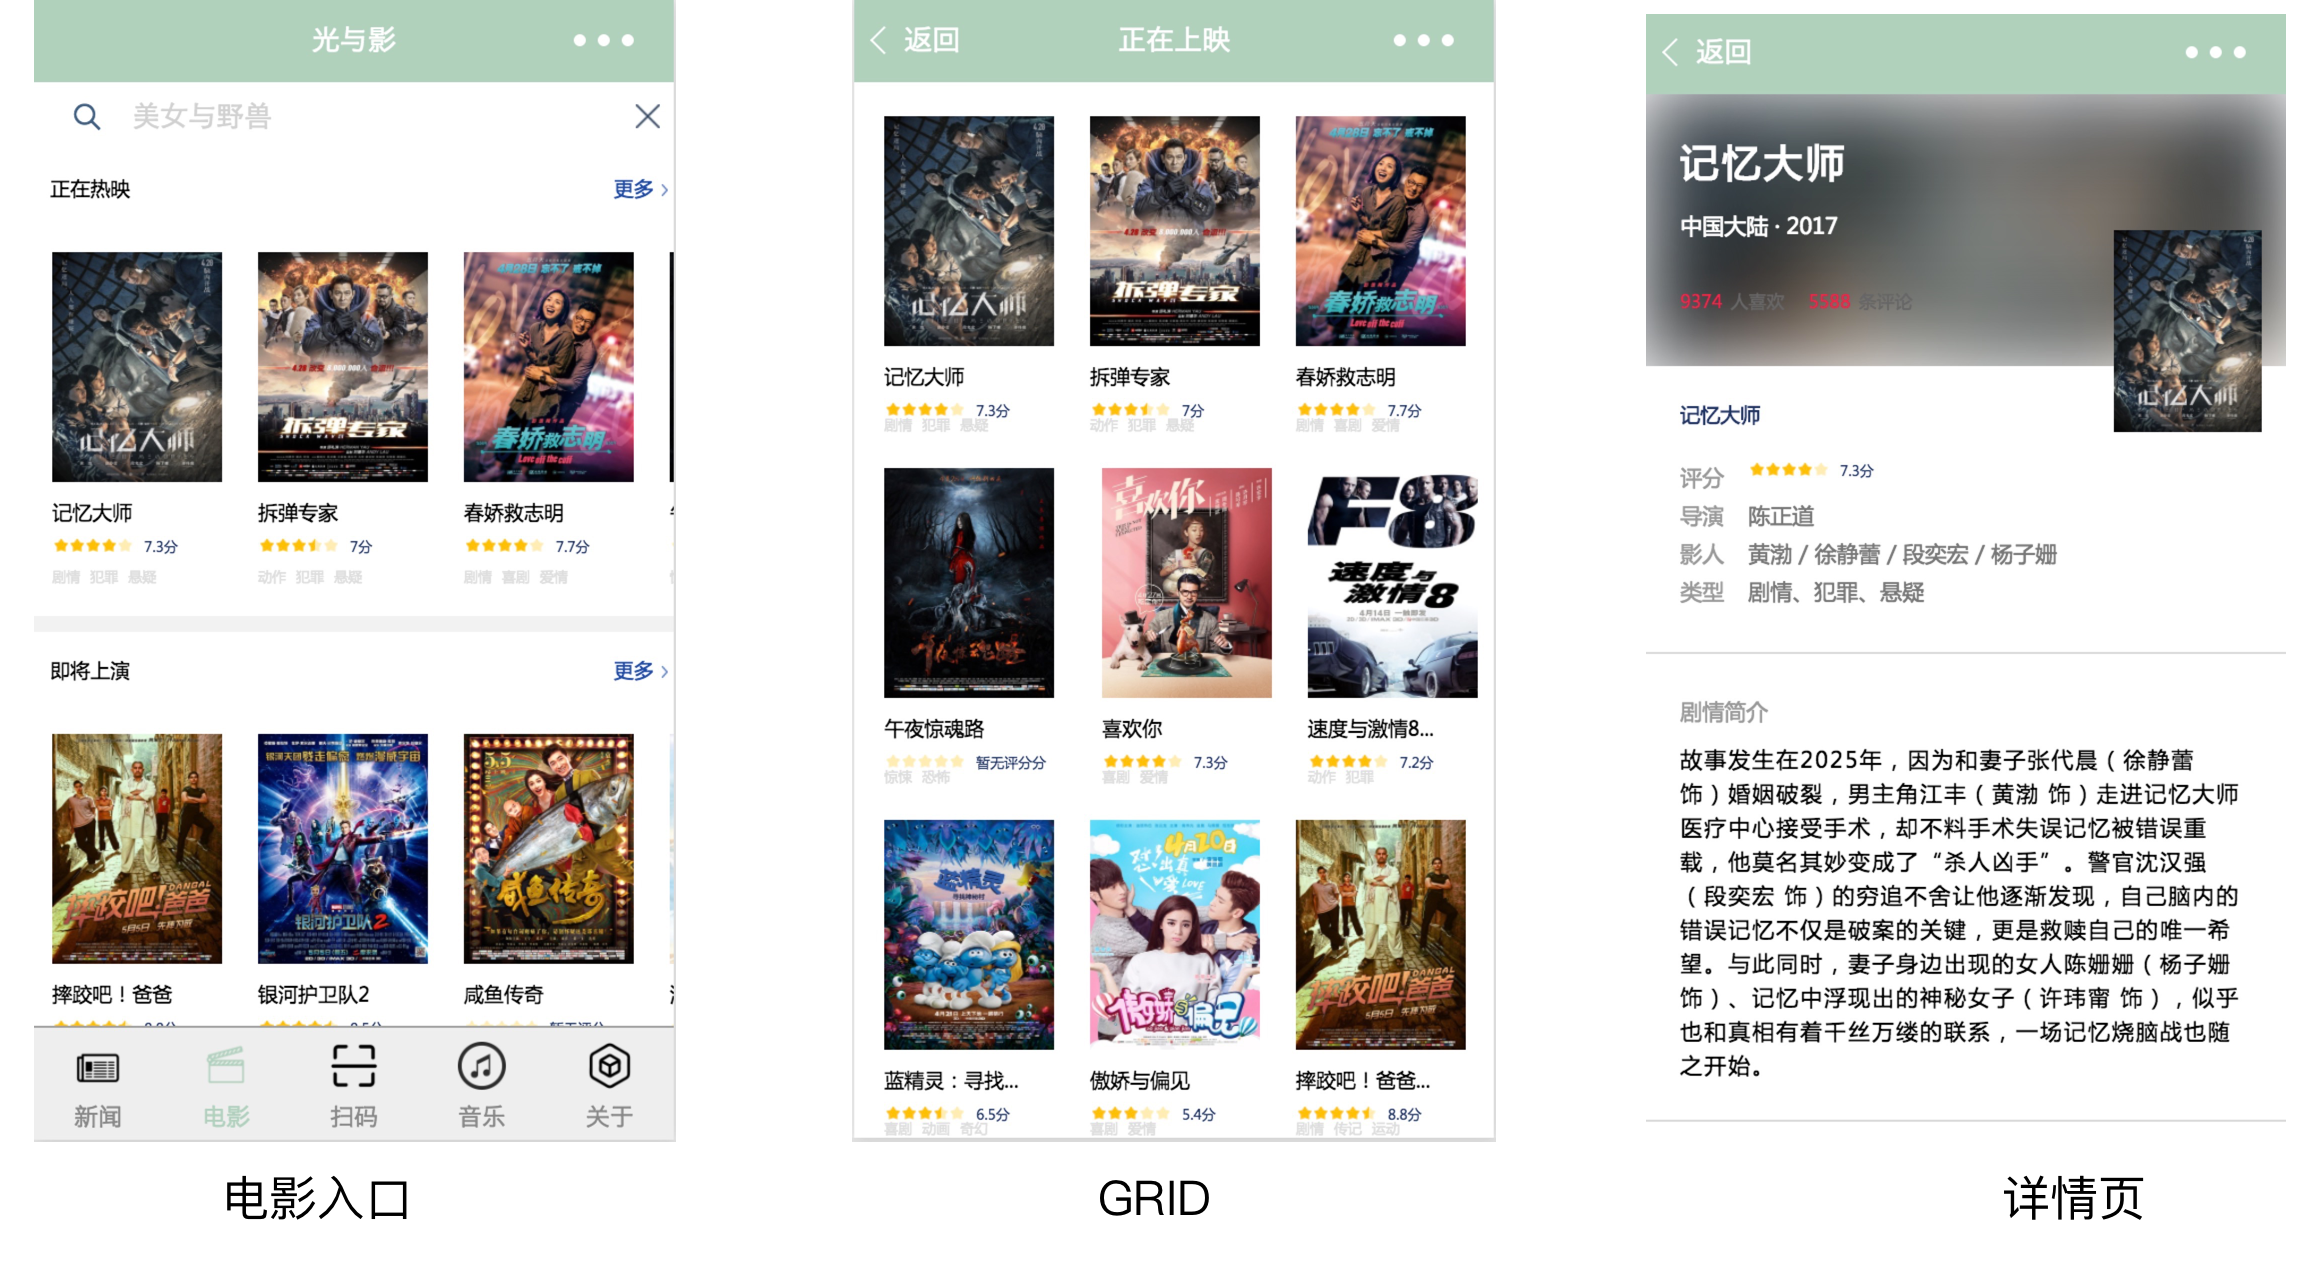 光与影
美女与野兽
正在热映 更多
记忆大师 拆弹专家 春娇救志明
7.3分 7分 7.7分
剧情 犯罪 悬疑 动作 犯罪 悬疑 剧情 喜剧 爱情
即将上演 更多
摔跤吧！爸爸 银河护卫队2 咸鱼传奇
新闻 电影 扫码 音乐 关于
电影入口
返回 正在上映
记忆大师 拆弹专家 春娇救志明
7.3分 7分 7.7分
剧情 犯罪 悬疑 动作 犯罪 悬疑 剧情 喜剧 爱情
喜欢你
F8
速度与
激情8
4月14日 一触即发
午夜惊魂路 喜欢你 速度与激情8...
暂无评分分 7.3分 7.2分
惊悚 恐怖 喜剧 爱情 动作 犯罪
蓝精灵：寻找... 傲娇与偏见 摔跤吧！爸爸...
6.5分 5.4分 8.8分
喜剧 动画 奇幻 喜剧 爱情 剧情 传记 运动
GRID
返回
记忆大师
中国大陆 · 2017
9374 人喜欢 5588 条评论
记忆大师
评分 7.3分
导演 陈正道
影人 黄渤 / 徐静蕾 / 段奕宏 / 杨子姗
类型 剧情、犯罪、悬疑
剧情简介
故事发生在2025年，因为和妻子张代晨（徐静蕾
饰）婚姻破裂，男主角江丰（黄渤 饰）走进记忆大师
医疗中心接受手术，却不料手术失误记忆被错误重
载，他莫名其妙变成了“杀人凶手”。警官沈汉强
（段奕宏 饰）的穷追不舍让他逐渐发现，自己脑内的
错误记忆不仅是破案的关键，更是救赎自己的唯一希
望。与此同时，妻子身边出现的女人陈姗姗（杨子姗
饰）、记忆中浮现出的神秘女子（许玮甯 饰），似乎
也和真相有着千丝万缕的联系，一场记忆烧脑战也随
之开始。
详情页